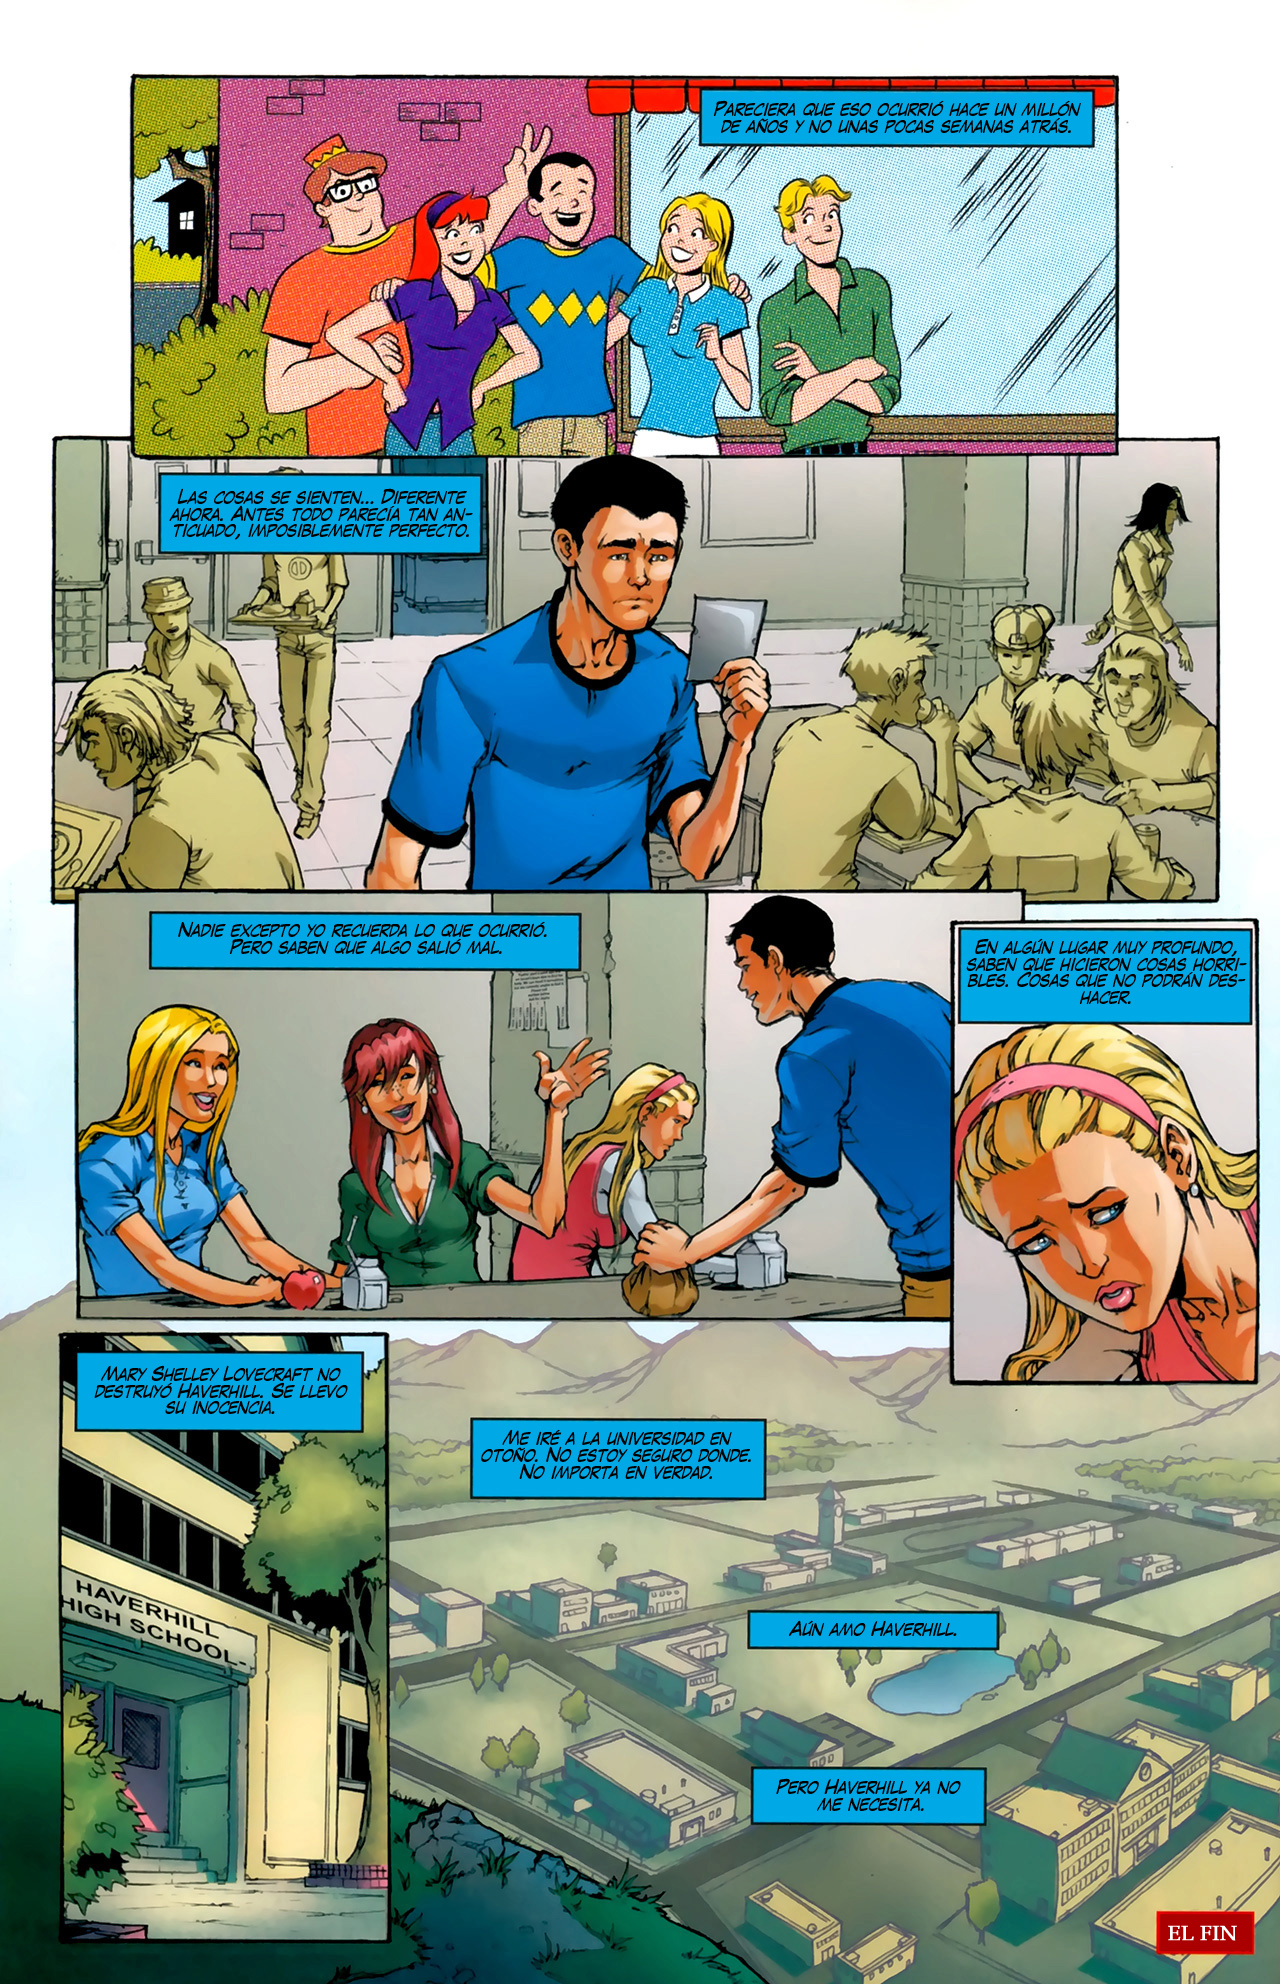 Pareciera que eso ocurrió hace un millón
de años y no unas pocas semanas atrás.
Las cosas se sienten... Diferente
ahora. Antes todo parecía tan an-
ticuado, imposiblemente perfecto.
Nadie excepto yo recuerda lo que ocurrió.
Pero saben que algo salió mal.
En algún lugar muy profundo,
saben que hicieron cosas horri-
bles. Cosas que no podrán des-
hacer.
Mary Shelley Lovecraft no
destruyó Haverhill. Se llevo
su inocencia.
HAVERHILL
HIGH SCHOOL
Me iré a la universidad en
otoño. No estoy seguro donde.
No importa en verdad.
Aún amo Haverhill.
Pero Haverhill ya no
me necesita.
EL FIN